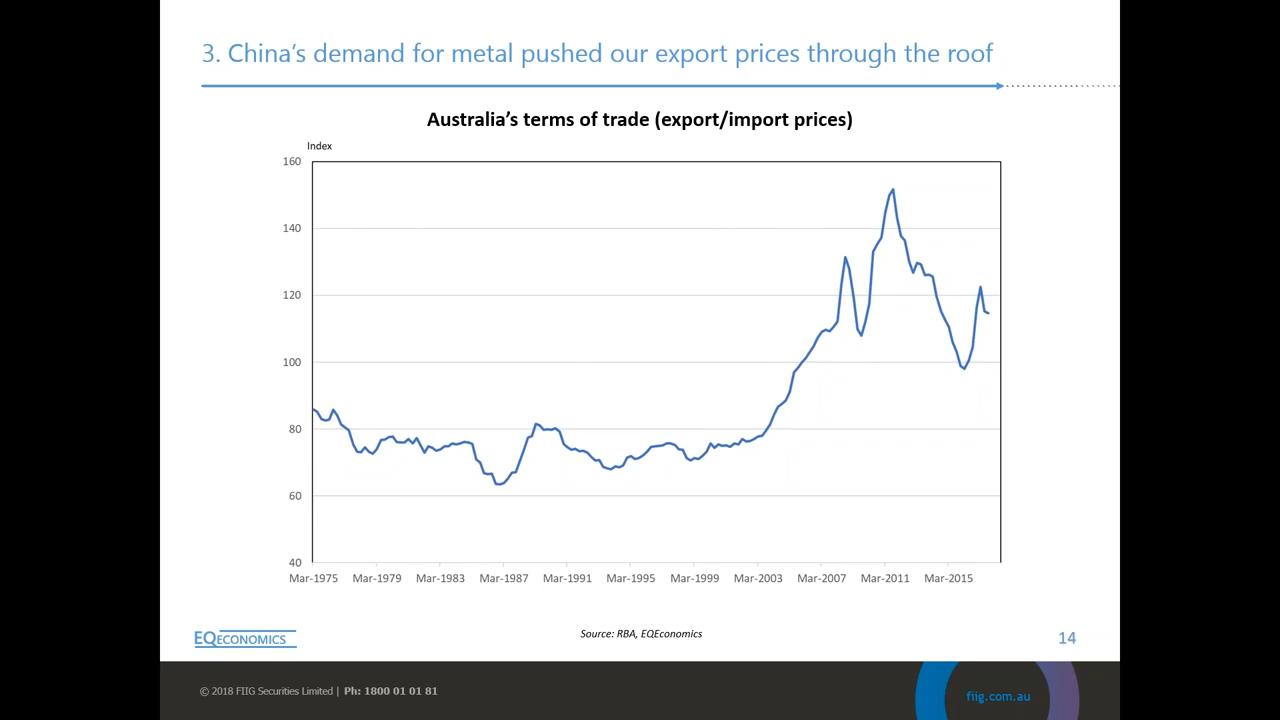 3. China’s demand for metal pushed our export prices through the roof
Australia’s terms of trade (export/import prices)
Index
160
140
120
100
80
60
40
Mar-1975 Mar-1979 Mar-1983 Mar-1987 Mar-1991 Mar-1995 Mar-1999 Mar-2003 Mar-2007 Mar-2011 Mar-2015
Source: RBA, EQEconomics
EQECONOMICS
14
© 2018 FIIG Securities Limited | Ph: 1800 01 01 81
fiig.com.au